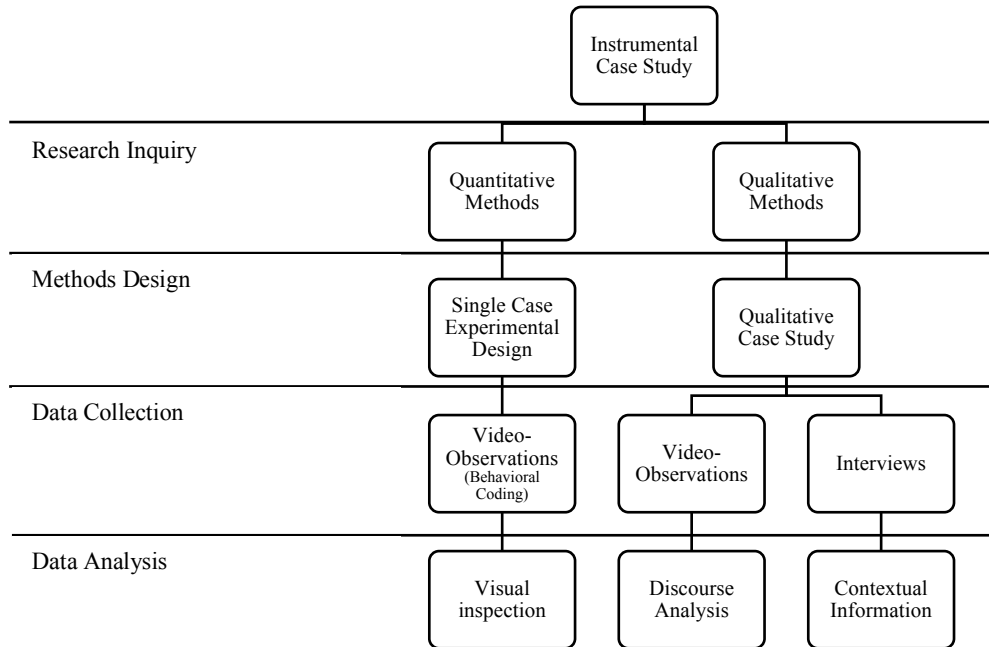 Instrumental
Case Study
Research Inquiry
Quantitative
Methods
Qualitative
Methods
Methods Design
Single Case
Experimental
Design
Qualitative
Case Study
Data Collection
Video-
Observations
(Behavioral
Coding)
Video-
Observations
Interviews
Data Analysis
Visual
inspection
Discourse
Analysis
Contextual
Information